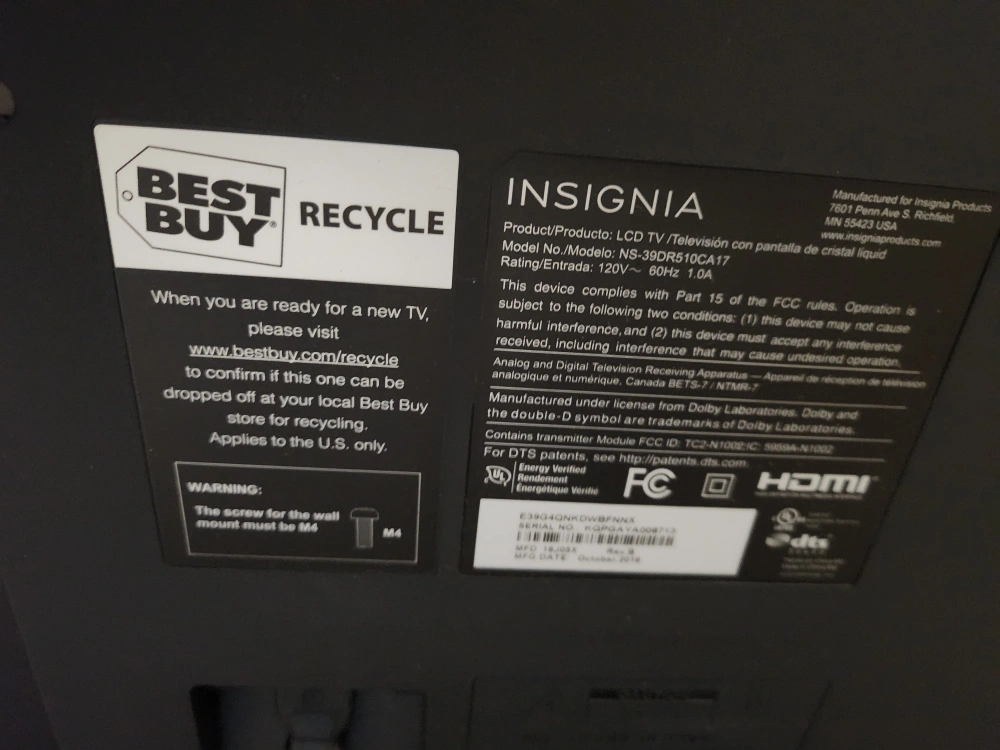 BEST
BUY®
RECYCLE
When you are ready for a new TV,
please visit
www.bestbuy.com/recycle
to confirm if this one can be
dropped off at your local Best Buy
store for recycling.
Applies to the U.S. only.
WARNING:
The screw for the wall
mount must be M4
M4
INSIGNIA
Manufactured for Insignia Products
7601 Penn Ave S. Richfield,
MN 55423 USA
www.insigniaproducts.com
Product/Producto: LCD TV /Televisión con pantalla de cristal liquid
Model No./Modelo: NS-39DR510CA17
Rating/Entrada: 120V~ 60Hz 1.0A
This device complies with Part 15 of the FCC rules. Operation is
subject to the following two conditions: (1) this device may not cause
harmful interference, and (2) this device must accept any interference
received, including interference that may cause undesired operation.
Analog and Digital Television Receiving Apparatus — Appareil de réception de télévision
analogique et numérique, Canada BETS-7 / NTMR-7
Manufactured under license from Dolby Laboratories. Dolby and
the double-D symbol are trademarks of Dolby Laboratories.
Contains transmitter Module FCC ID: TC2-N1002;IC: 5959A-N1002
For DTS patents, see http://patents.dts.com.
UL
Energy Verified
Rendement
Énergétique Vérifié
FC
HDMI
E39G4QNKDWBFNNX
SERIAL NO.
MFG DATE October,
dts